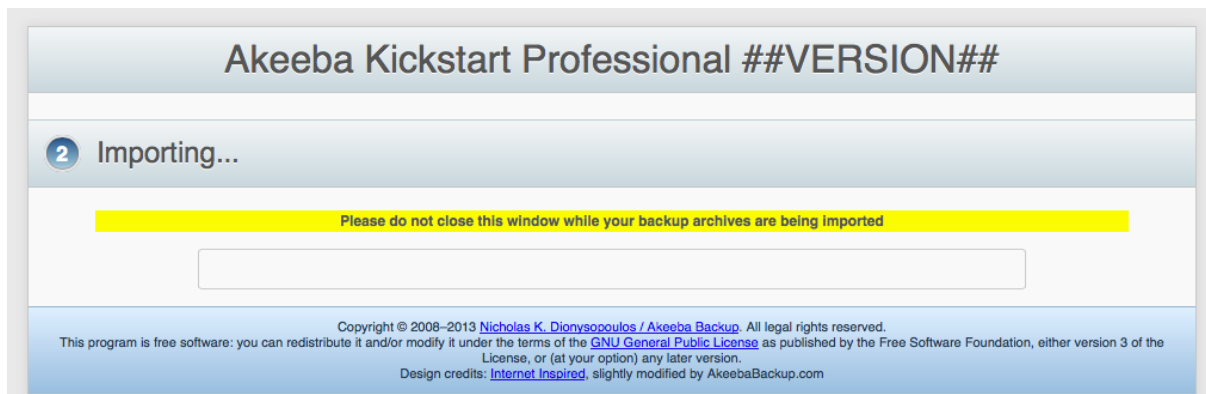 Akeeba Kickstart Professional ##VERSION##
2 Importing...
Please do not close this window while your backup archives are being imported
Copyright © 2008–2013 Nicholas K. Dionysopoulos / Akeeba Backup. All legal rights reserved.
This program is free software: you can redistribute it and/or modify it under the terms of the GNU General Public License as published by the Free Software Foundation, either version 3 of the
License, or (at your option) any later version.
Design credits: Internet Inspired, slightly modified by AkeebaBackup.com